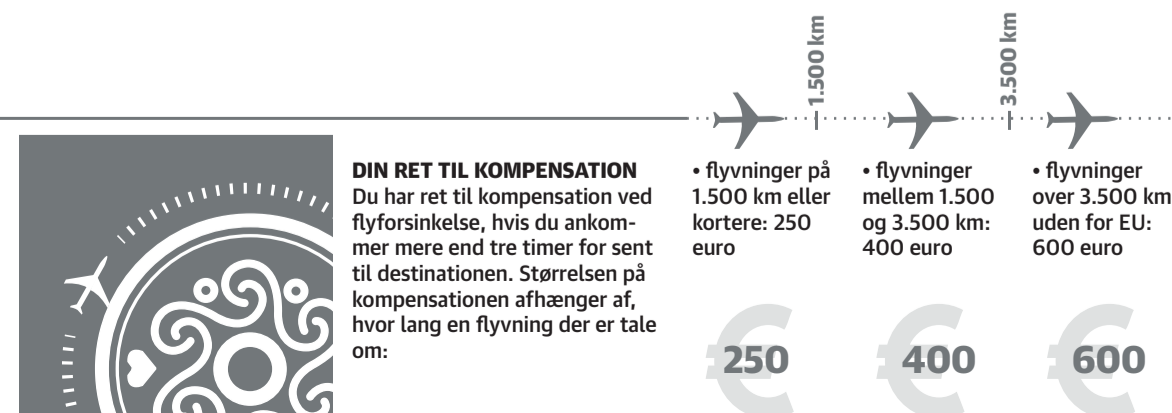 1.500 km
3.500 km
DIN RET TIL KOMPENSATION
Du har ret til kompensation ved
flyforsinkelse, hvis du ankom-
mer mere end tre timer for sent
til destinationen. Størrelsen på
kompensationen afhænger af,
hvor lang en flyvning der er tale
om:
• flyvninger på
1.500 km eller
kortere: 250
euro
• flyvninger
mellem 1.500
og 3.500 km:
400 euro
• flyvninger
over 3.500 km
uden for EU:
600 euro
€ 250
€ 400
€ 600